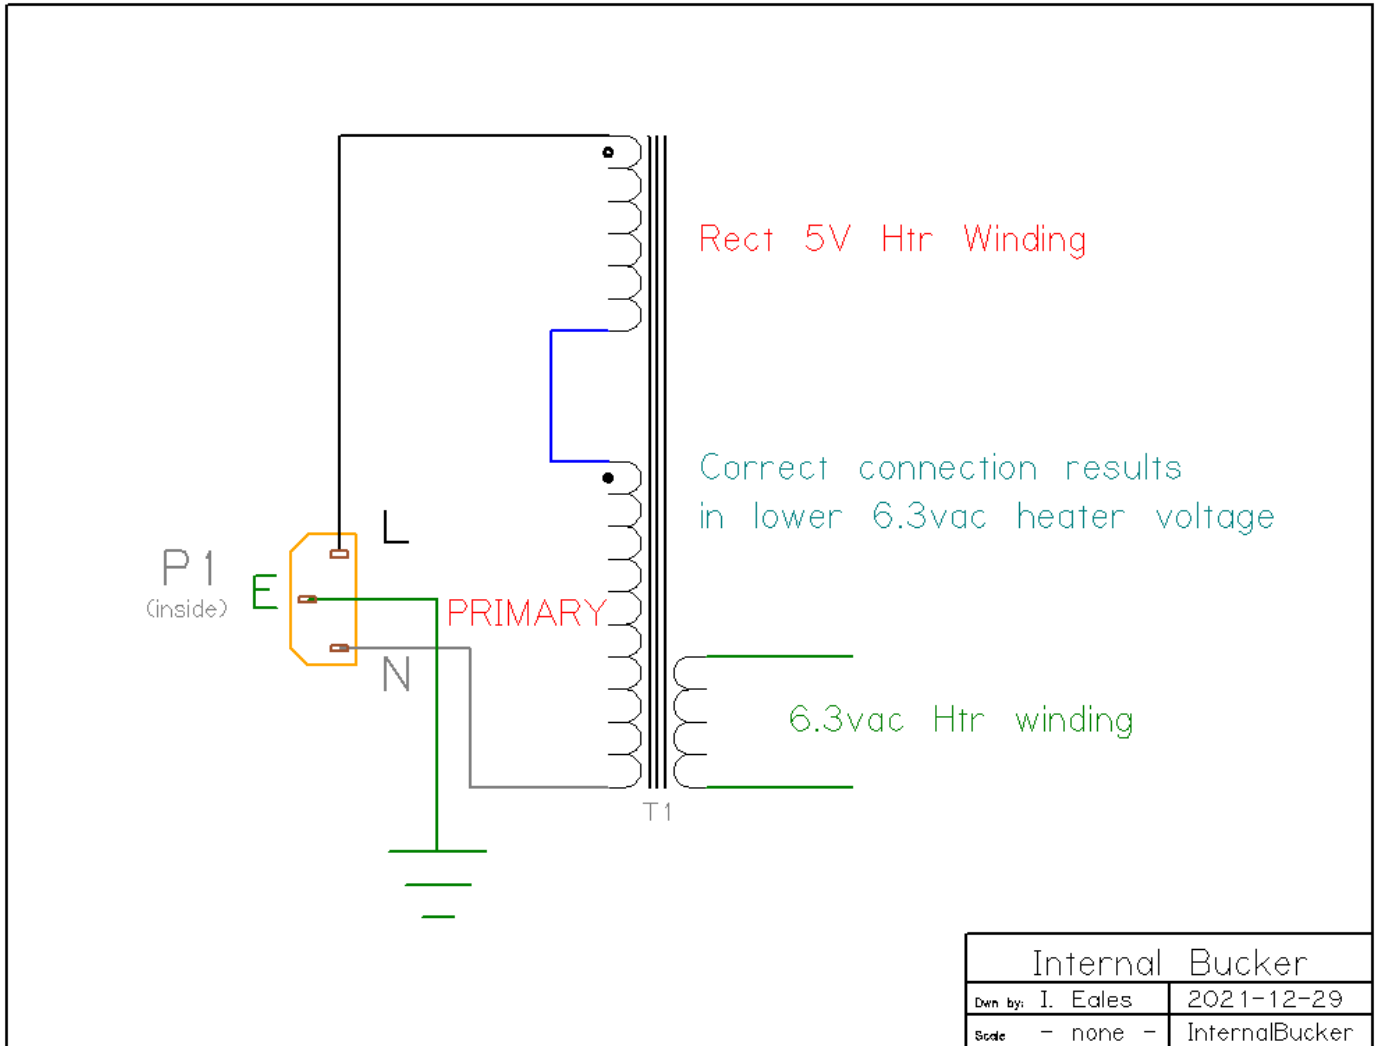 Rect 5V Htr Winding
Correct connection results
in lower 6.3vac heater voltage
L
P1
(inside)
E
PRIMARY
N
6.3vac Htr winding
T1
Internal Bucker
Dwn by: I. Eales 2021-12-29
Scale - none - InternalBucker